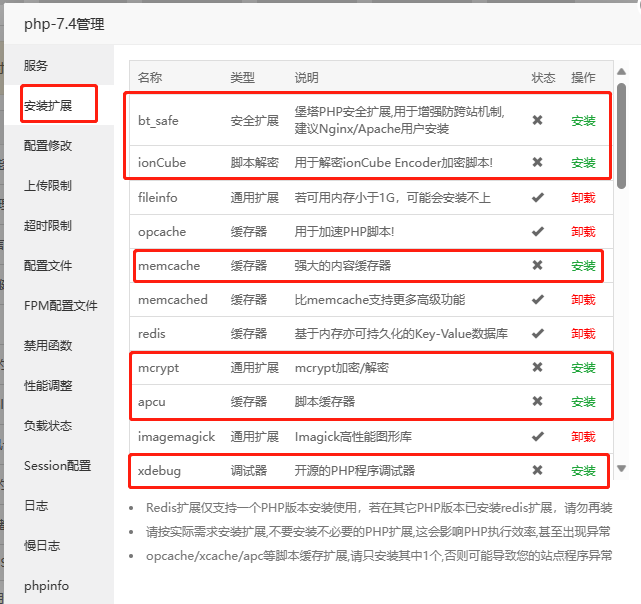 php-7.4管理
服务
安装扩展
配置修改
上传限制
超时限制
配置文件
FPM配置文件
禁用函数
性能调整
负载状态
Session配置
日志
慢日志
phpinfo
名称 类型 说明 状态 操作
bt_safe 安全扩展 堡塔PHP安全扩展,用于增强防跨站机制,
建议Nginx/Apache用户安装 ✖ 安装
ionCube 脚本解密 用于解密ionCube Encoder加密脚本! ✖ 安装
fileinfo 通用扩展 若可用内存小于1G，可能会安装不上 ✔ 卸载
opcache 缓存器 用于加速PHP脚本! ✔ 卸载
memcache 缓存器 强大的内容缓存器 ✖ 安装
memcached 缓存器 比memcache支持更多高级功能 ✔ 卸载
redis 缓存器 基于内存亦可持久化的Key-Value数据库 ✔ 卸载
mcrypt 通用扩展 mcrypt加密/解密 ✖ 安装
apcu 缓存器 脚本缓存器 ✖ 安装
imagemagick 通用扩展 Imagick高性能图形库 ✔ 卸载
xdebug 调试器 开源的PHP程序调试器 ✖ 安装
• Redis扩展仅支持一个PHP版本安装使用，若在其它PHP版本已安装redis扩展，请勿再装
• 请按实际需求安装扩展,不要安装不必要的PHP扩展,这会影响PHP执行效率,甚至出现异常
• opcache/xcache/apc等脚本缓存扩展,请只安装其中1个,否则可能导致您的站点程序异常